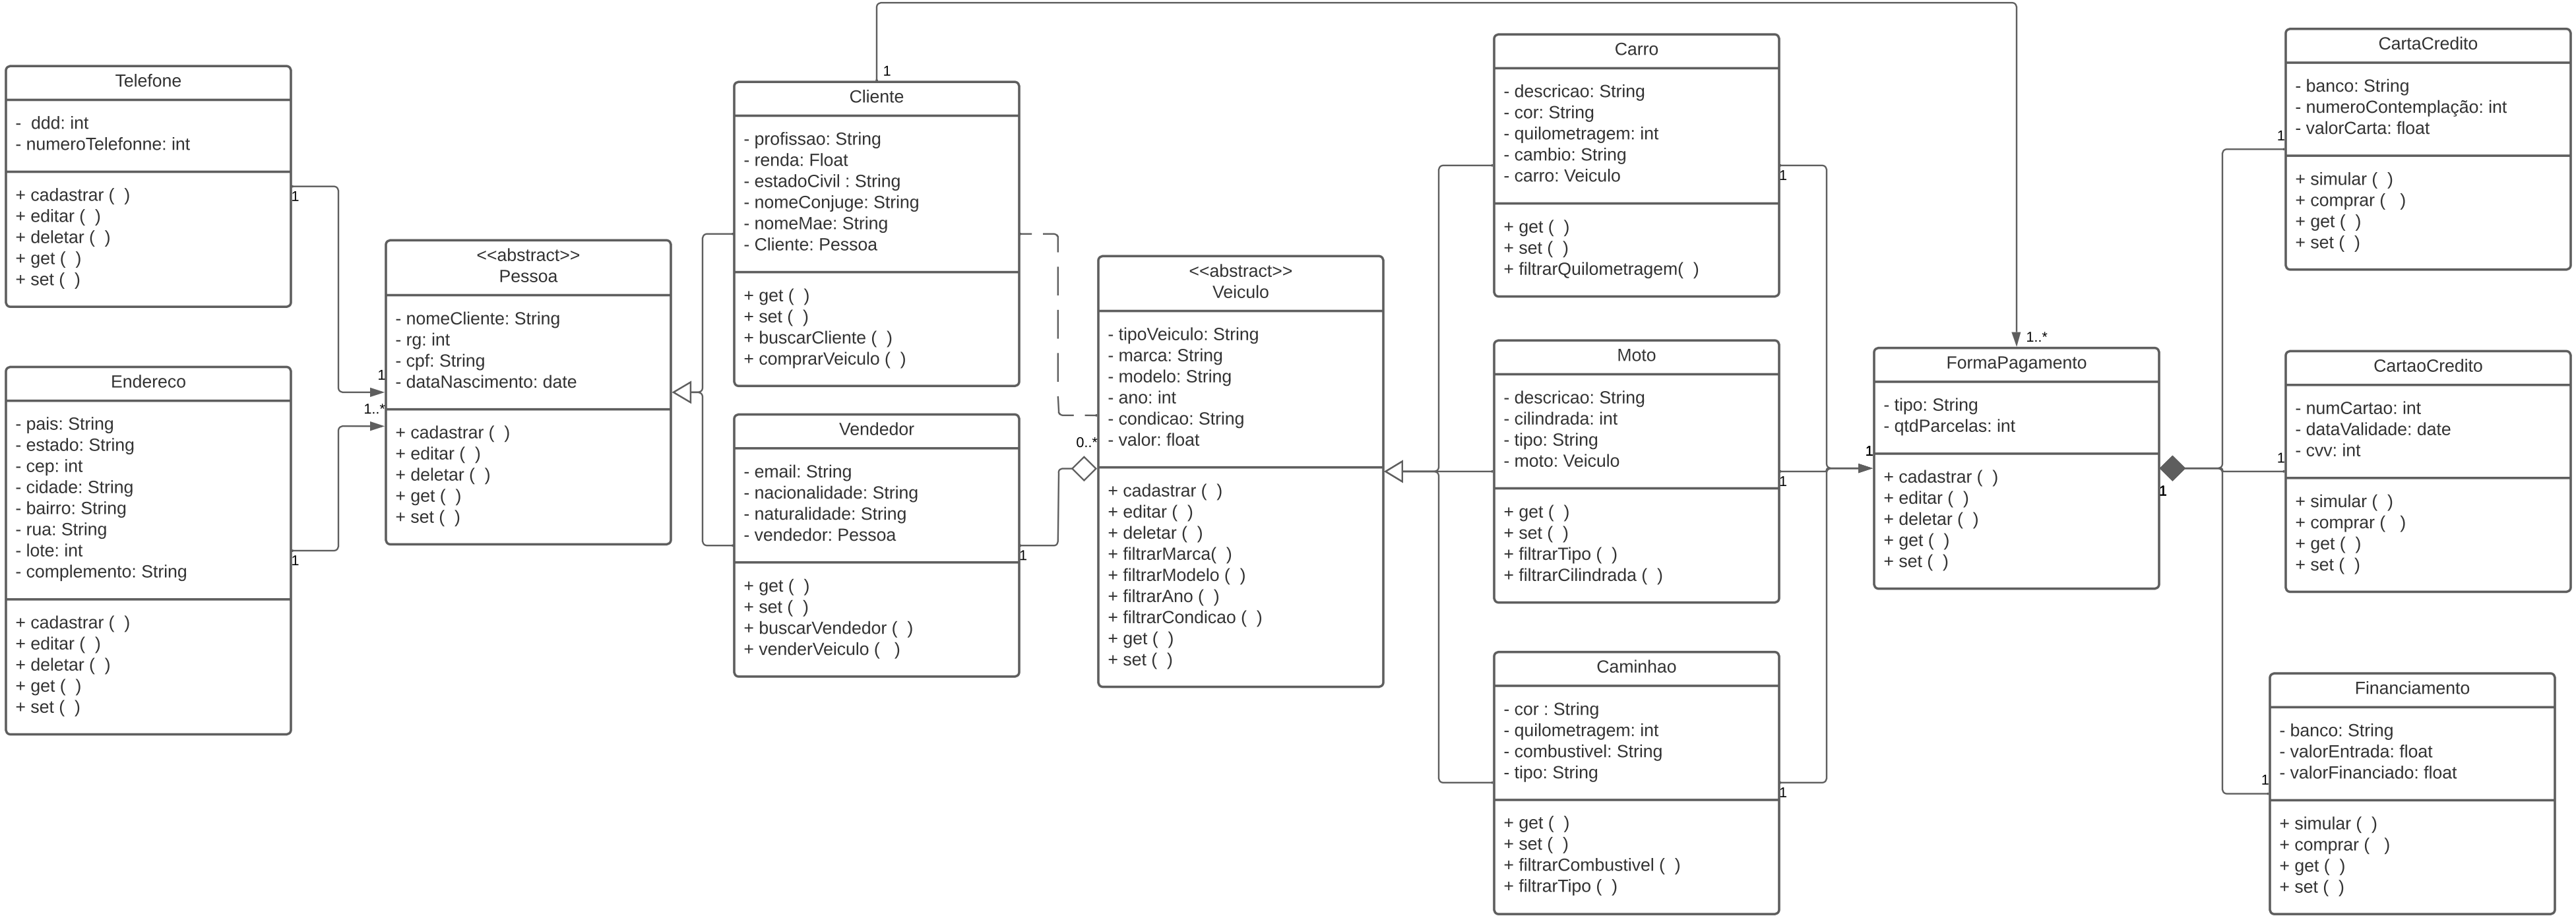 Telefone
-  ddd: int
- numeroTelefonne: int
+ cadastrar (  )
+ editar (  )
+ deletar (  )
+ get (  )
+ set (  )
1
Endereco
- pais: String
- estado: String
- cep: int
- cidade: String
- bairro: String
- rua: String
- lote: int
- complemento: String
+ cadastrar (  )
+ editar (  )
+ deletar (  )
+ get (  )
+ set (  )
1
1
1..*
<<abstract>>
Pessoa
- nomeCliente: String
- rg: int
- cpf: String
- dataNascimento: date
+ cadastrar (  )
+ editar (  )
+ deletar (  )
+ get (  )
+ set (  )
1
Cliente
- profissao: String
- renda: Float
- estadoCivil : String
- nomeConjuge: String
- nomeMae: String
- Cliente: Pessoa
+ get (  )
+ set (  )
+ buscarCliente (  )
+ comprarVeiculo (  )
Vendedor
- email: String
- nacionalidade: String
- naturalidade: String
- vendedor: Pessoa
+ get (  )
+ set (  )
+ buscarVendedor (  )
+ venderVeiculo (   )
1
0..*
<<abstract>>
Veiculo
- tipoVeiculo: String
- marca: String
- modelo: String
- ano: int
- condicao: String
- valor: float
+ cadastrar (  )
+ editar (  )
+ deletar (  )
+ filtrarMarca(  )
+ filtrarModelo (  )
+ filtrarAno (  )
+ filtrarCondicao (  )
+ get (  )
+ set (  )
Carro
- descricao: String
- cor: String
- quilometragem: int
- cambio: String
- carro: Veiculo
+ get (  )
+ set (  )
+ filtrarQuilometragem(  )
1
Moto
- descricao: String
- cilindrada: int
- tipo: String
- moto: Veiculo
+ get (  )
+ set (  )
+ filtrarTipo (  )
+ filtrarCilindrada (  )
1
Caminhao
- cor : String
- quilometragem: int
- combustivel: String
- tipo: String
+ get (  )
+ set (  )
+ filtrarCombustivel (  )
+ filtrarTipo (  )
1
1..*
1
FormaPagamento
- tipo: String
- qtdParcelas: int
+ cadastrar (  )
+ editar (  )
+ deletar (  )
+ get (  )
+ set (  )
1
1
CartaCredito
- banco: String
- numeroContemplação: int
- valorCarta: float
+ simular (  )
+ comprar (   )
+ get (  )
+ set (  )
1
CartaoCredito
- numCartao: int
- dataValidade: date
- cvv: int
+ simular (  )
+ comprar (   )
+ get (  )
+ set (  )
1
Financiamento
- banco: String
- valorEntrada: float
- valorFinanciado: float
+ simular (  )
+ comprar (   )
+ get (  )
+ set (  )